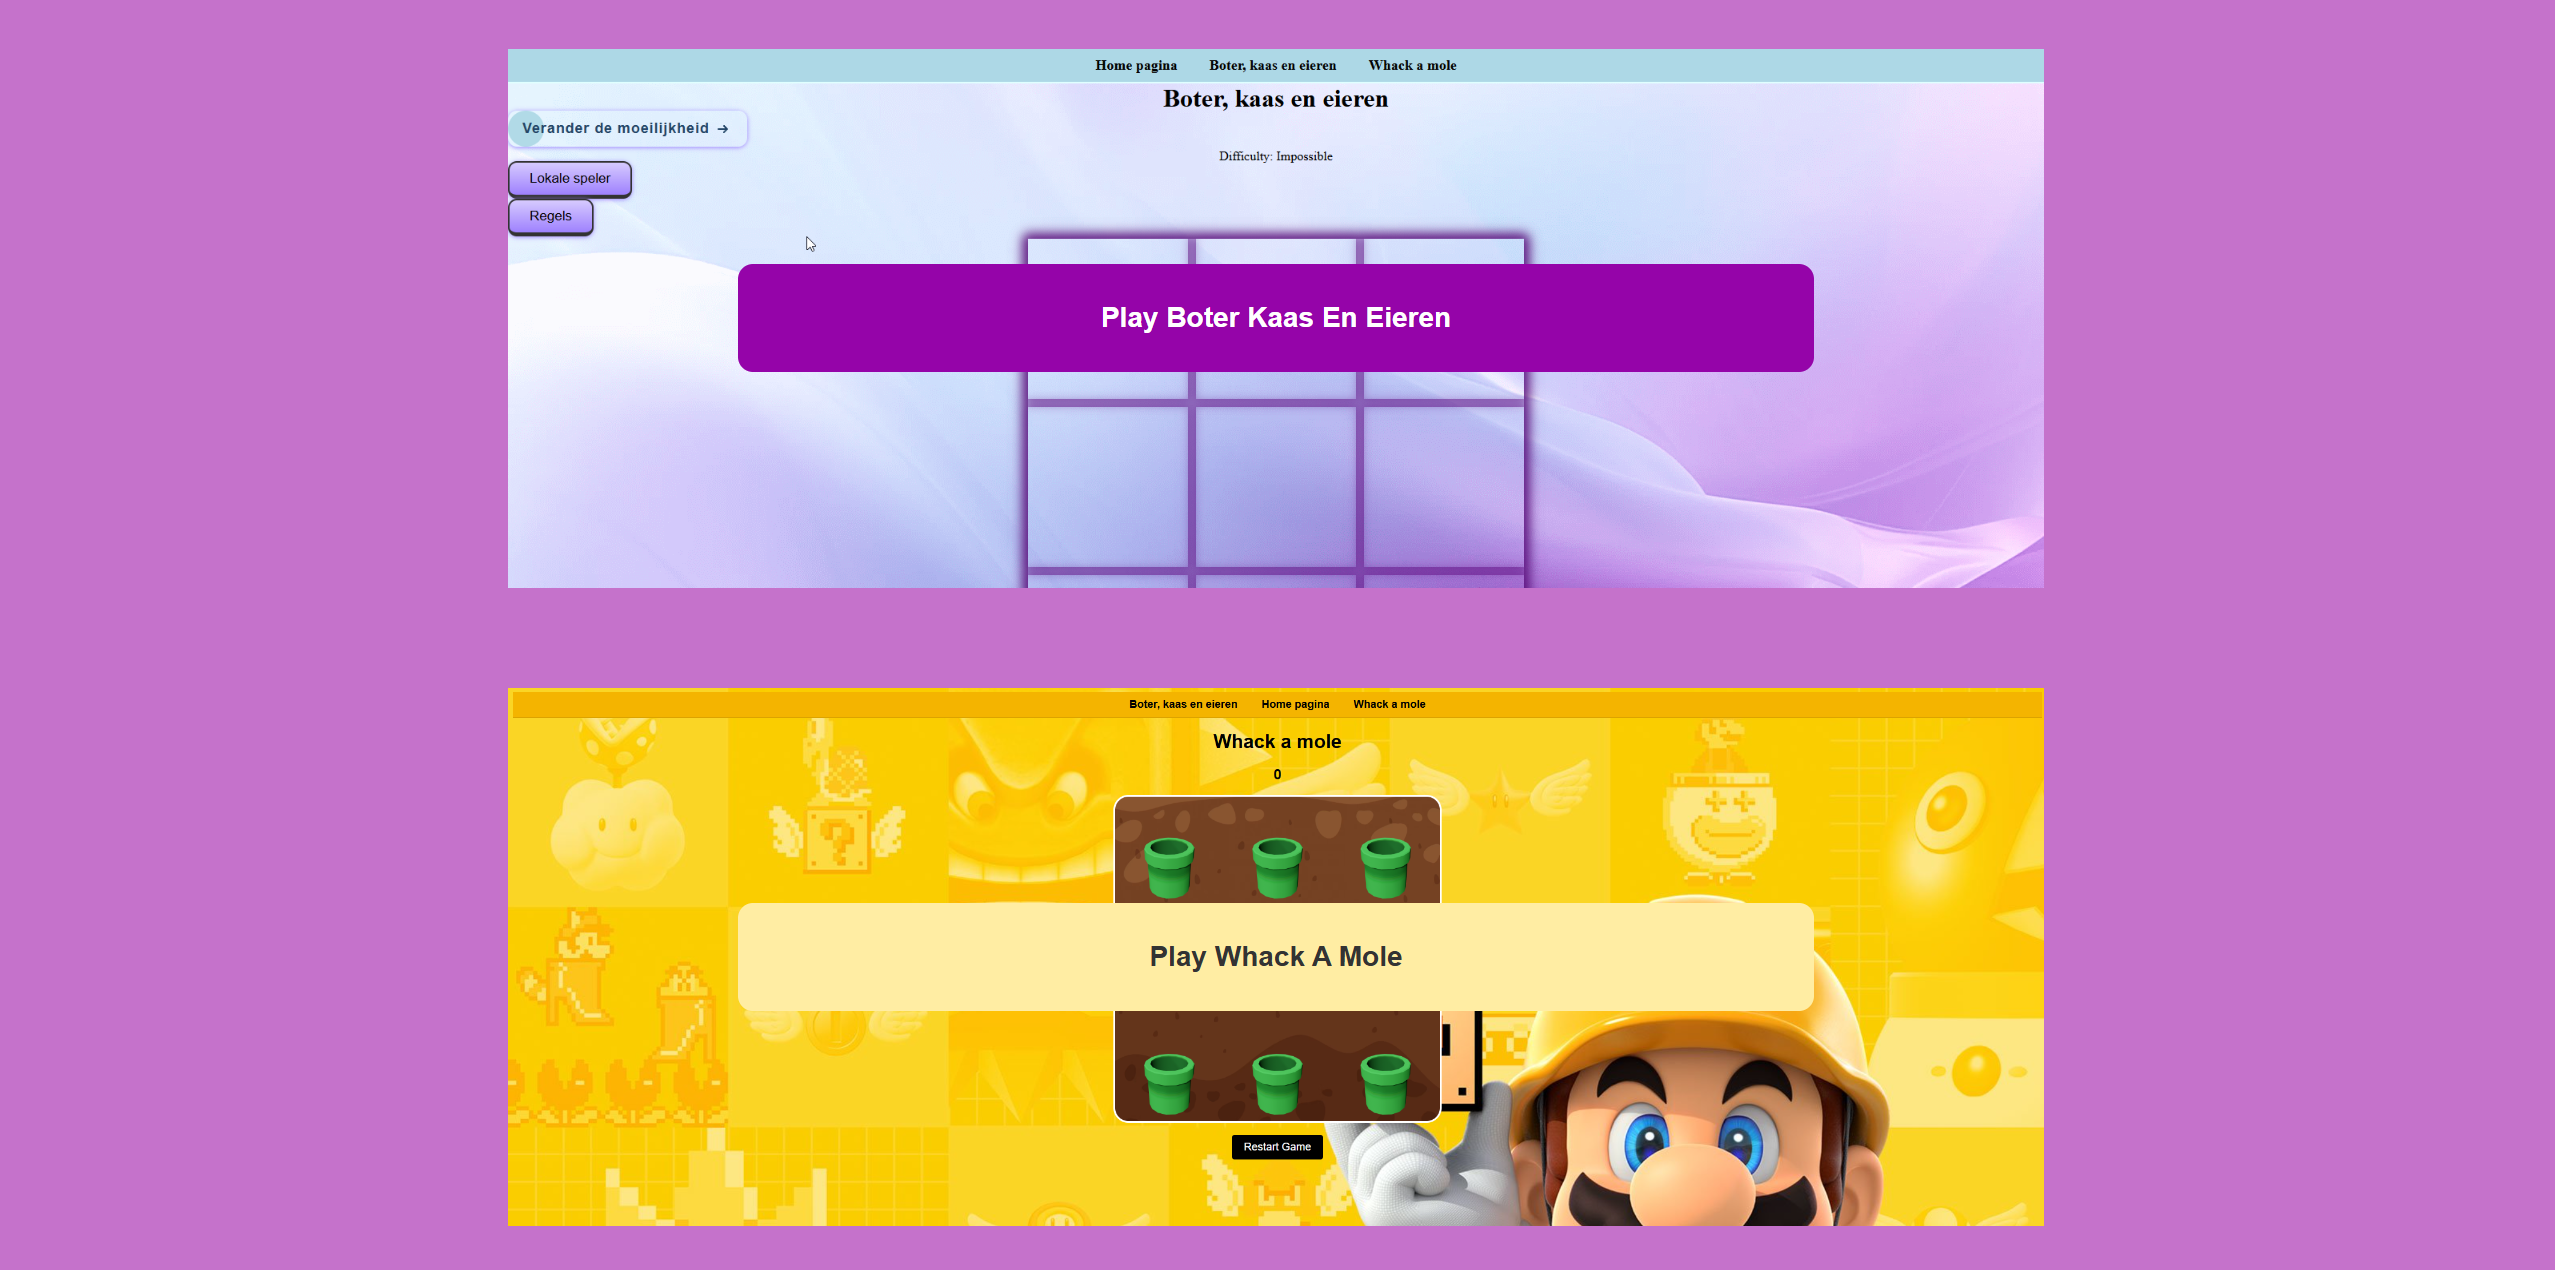 Home pagina Boter, kaas en eieren Whack a mole
Boter, kaas en eieren
Verander de moeilijkheid →
Difficulty: Impossible
Lokale speler
Regels
Play Boter Kaas En Eieren
Boter, kaas en eieren Home pagina Whack a mole
Whack a mole
0
?
Play Whack A Mole
Restart Game